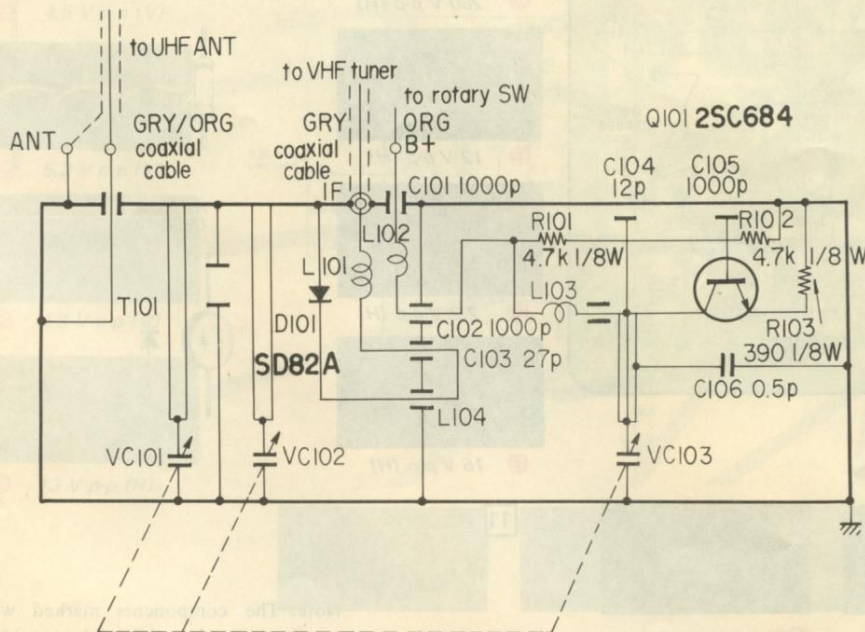 to UHF ANT
to VHF tuner
to rotary SW
Q101 2SC684
ANT
GRY/ORG
coaxial
cable
GRY
coaxial
cable
IF
ORG
B+
C101 1000p
C104
12p
C105
1000p
R101
4.7k 1/8W
R102
4.7k 1/8 W
L101
L102
L103
T101
D101
SD82A
C102 1000p
C103 27p
R103
390 1/8W
C106 0.5p
L104
VC101
VC102
VC103